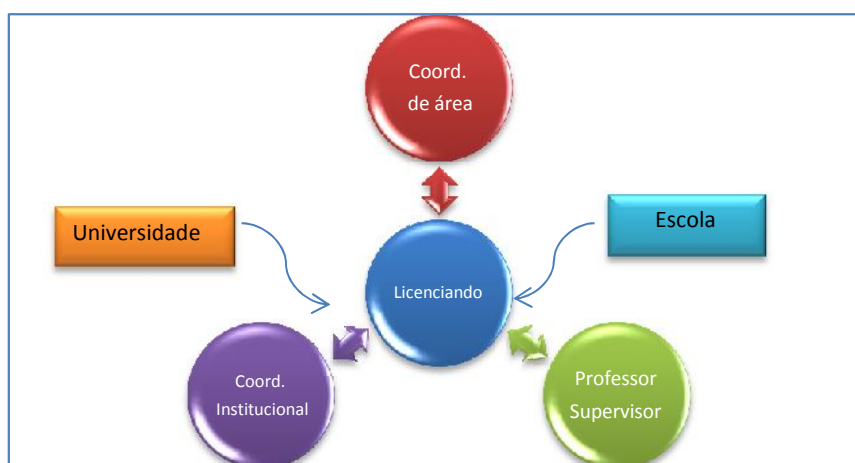 Coord.
de área
Universidade
Escola
Licenciando
Coord.
Institucional
Professor
Supervisor